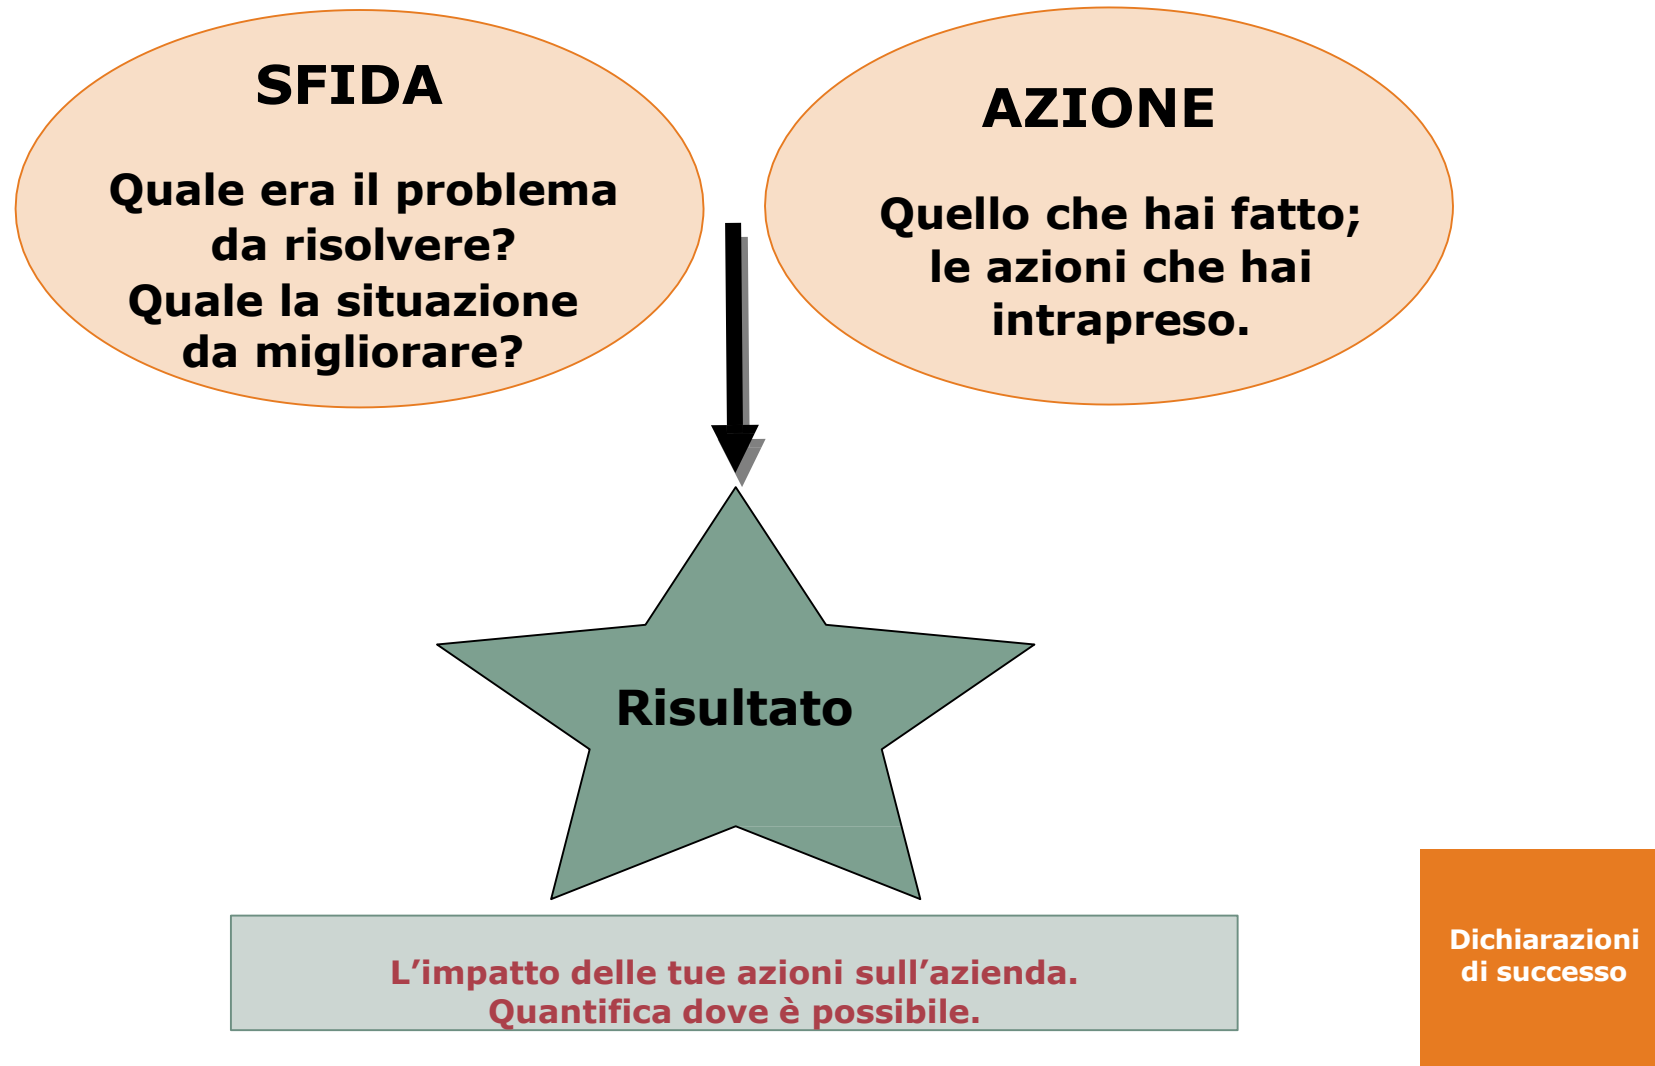 SFIDA
Quale era il problema
da risolvere?
Quale la situazione
da migliorare?
AZIONE
Quello che hai fatto;
le azioni che hai
intrapreso.
Risultato
L’impatto delle tue azioni sull’azienda.
Quantifica dove è possibile.
Dichiarazioni
di successo